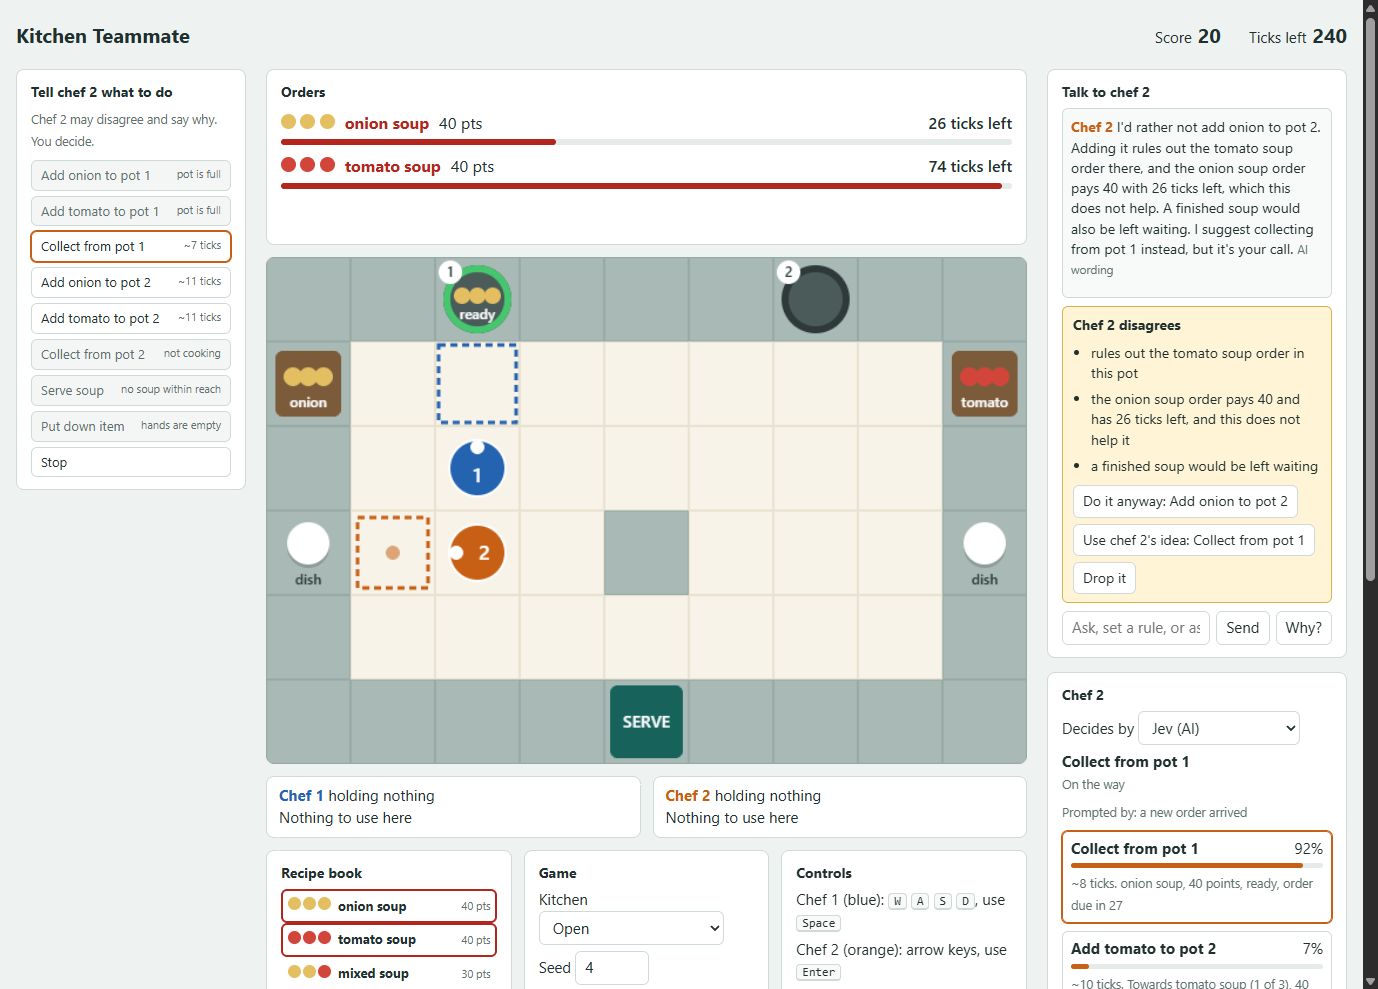 Kitchen Teammate
Score 20
Ticks left 240
Tell chef 2 what to do
Chef 2 may disagree and say why.
You decide.
Add onion to pot 1 pot is full
Add tomato to pot 1 pot is full
Collect from pot 1 ~7 ticks
Add onion to pot 2 ~11 ticks
Add tomato to pot 2 ~11 ticks
Collect from pot 2 not cooking
Serve soup no soup within reach
Put down item hands are empty
Stop
Orders
onion soup 40 pts 26 ticks left
tomato soup 40 pts 74 ticks left
1
ready
2
onion
tomato
1
2
dish
dish
SERVE
Chef 1 holding nothing
Nothing to use here
Chef 2 holding nothing
Nothing to use here
Recipe book
onion soup 40 pts
tomato soup 40 pts
mixed soup 30 pts
Game
Kitchen
Open
Seed 4
Controls
Chef 1 (blue): W A S D, use
Space
Chef 2 (orange): arrow keys, use
Enter
Talk to chef 2
Chef 2 I'd rather not add onion to pot 2.
Adding it rules out the tomato soup
order there, and the onion soup order
pays 40 with 26 ticks left, which this
does not help. A finished soup would
also be left waiting. I suggest collecting
from pot 1 instead, but it's your call. AI
wording
Chef 2 disagrees
• rules out the tomato soup order in
this pot
• the onion soup order pays 40 and
has 26 ticks left, and this does not
help it
• a finished soup would be left waiting
Do it anyway: Add onion to pot 2
Use chef 2's idea: Collect from pot 1
Drop it
Ask, set a rule, or as
Send
Why?
Chef 2
Decides by Jev (AI)
Collect from pot 1
On the way
Prompted by: a new order arrived
Collect from pot 1 92%
~8 ticks. onion soup, 40 points, ready, order
due in 27
Add tomato to pot 2 7%
~10 ticks. Towards tomato soup (1 of 3), 40